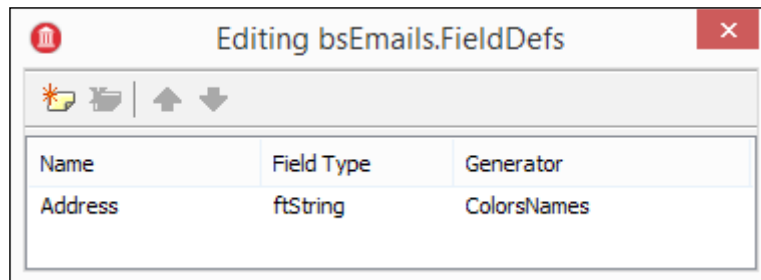 Editing bsEmails.FieldDefs
Name Field Type Generator
Address ftString ColorsNames